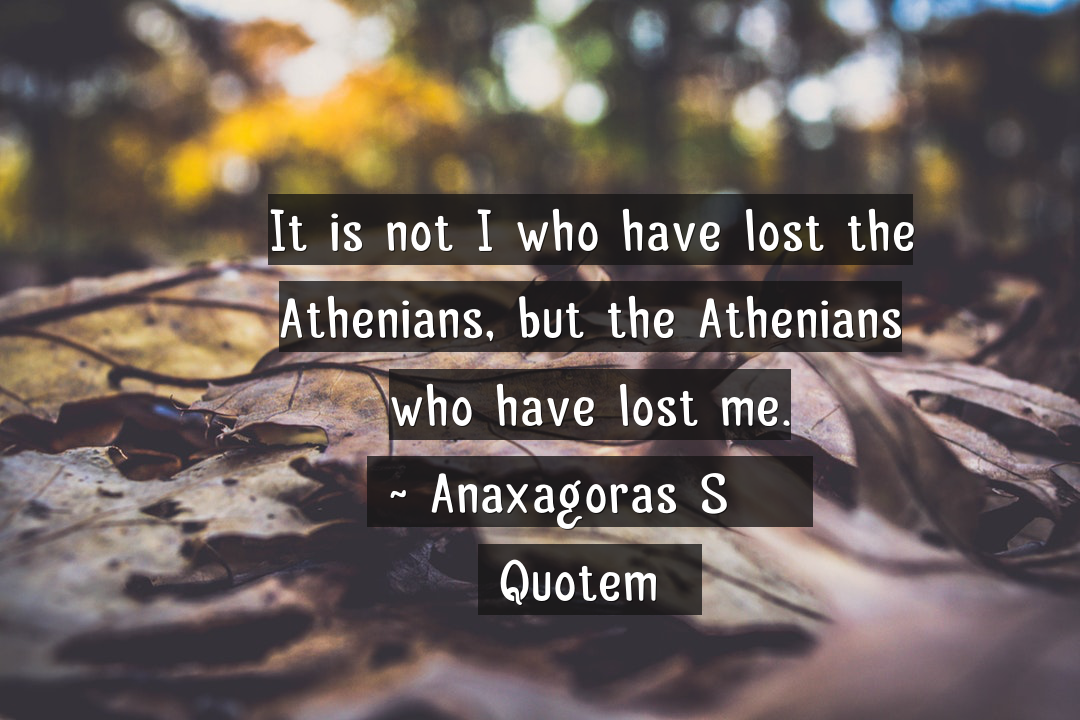 It is not I who have lost the
Athenians, but the Athenians
who have lost me.
~ Anaxagoras S
Quotem